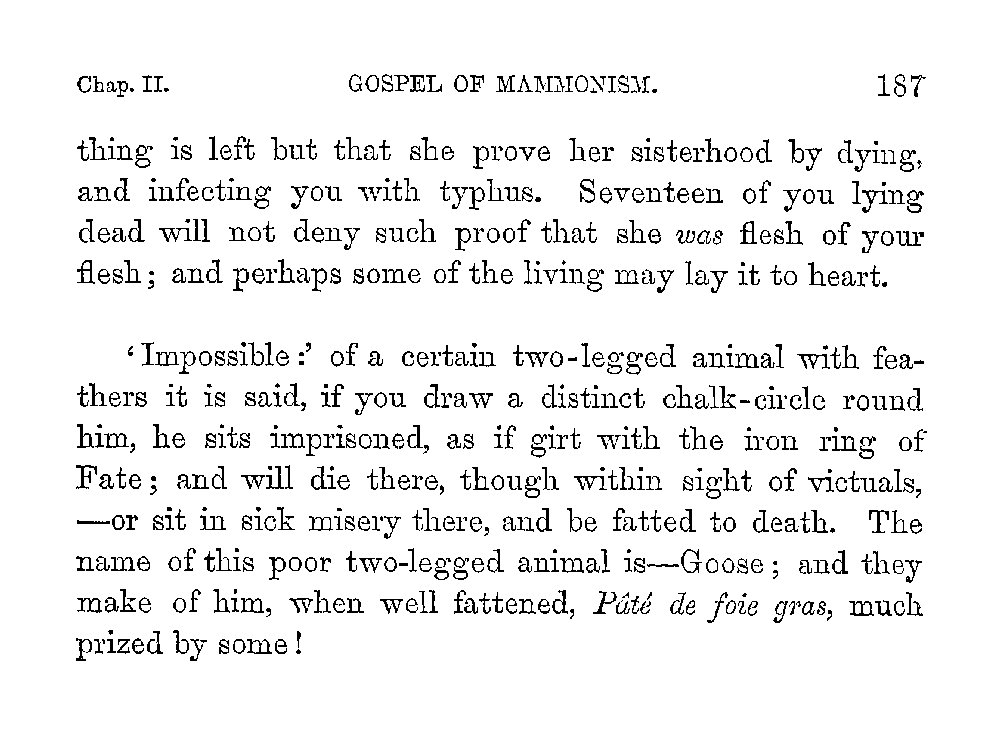 Chap. II. GOSPEL OF MAMMONISM. 187
thing is left but that she prove her sisterhood by dying,
and infecting you with typhus. Seventeen of you lying
dead will not deny such proof that she was flesh of your
flesh; and perhaps some of the living may lay it to heart.
‘Impossible:’ of a certain two-legged animal with fea-
thers it is said, if you draw a distinct chalk-circle round
him, he sits imprisoned, as if girt with the iron ring of
Fate; and will die there, though within sight of victuals,
—or sit in sick misery there, and be fatted to death. The
name of this poor two-legged animal is—Goose; and they
make of him, when well fattened, Pâté de foie gras, much
prized by some!